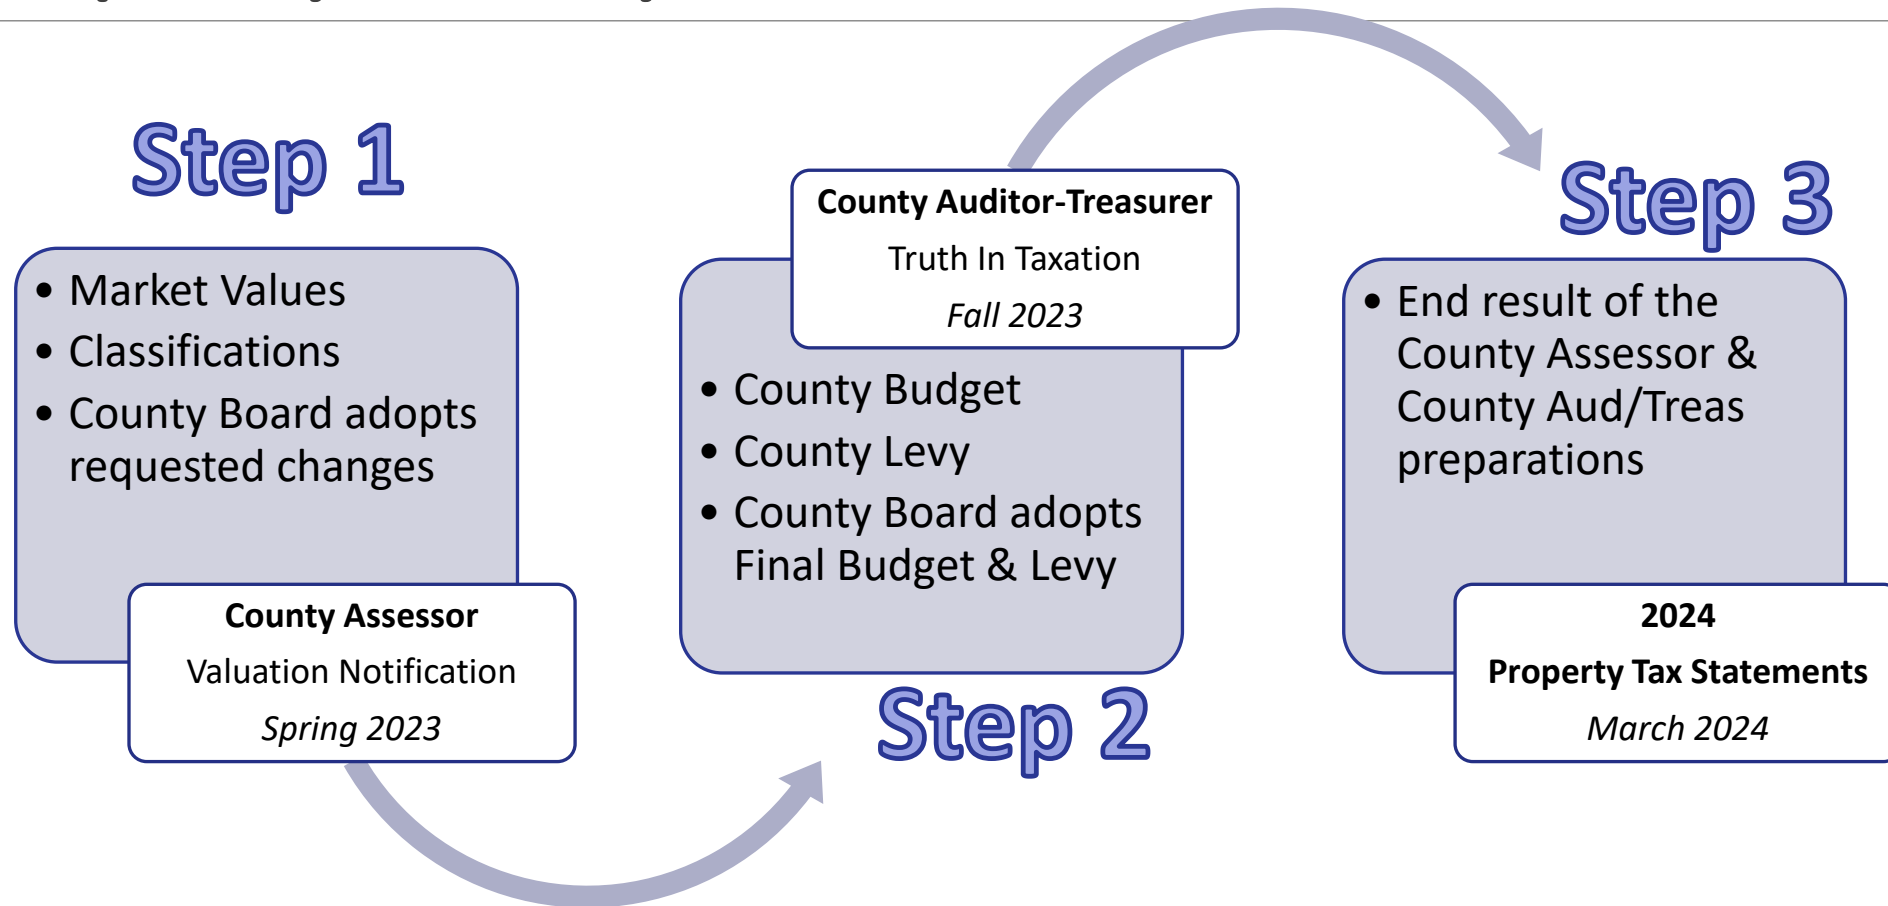 Step 1
• Market Values
• Classifications
• County Board adopts
requested changes
County Assessor
Valuation Notification
Spring 2023
County Auditor-Treasurer
Truth In Taxation
Fall 2023
• County Budget
• County Levy
• County Board adopts
Final Budget & Levy
Step 2
Step 3
• End result of the
County Assessor &
County Aud/Treas
preparations
2024
Property Tax Statements
March 2024